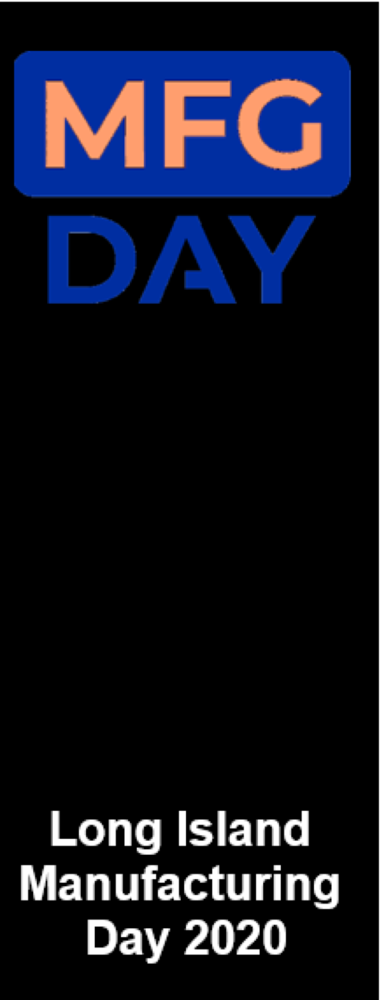 MFG
DAY
Long Island
Manufacturing
Day 2020